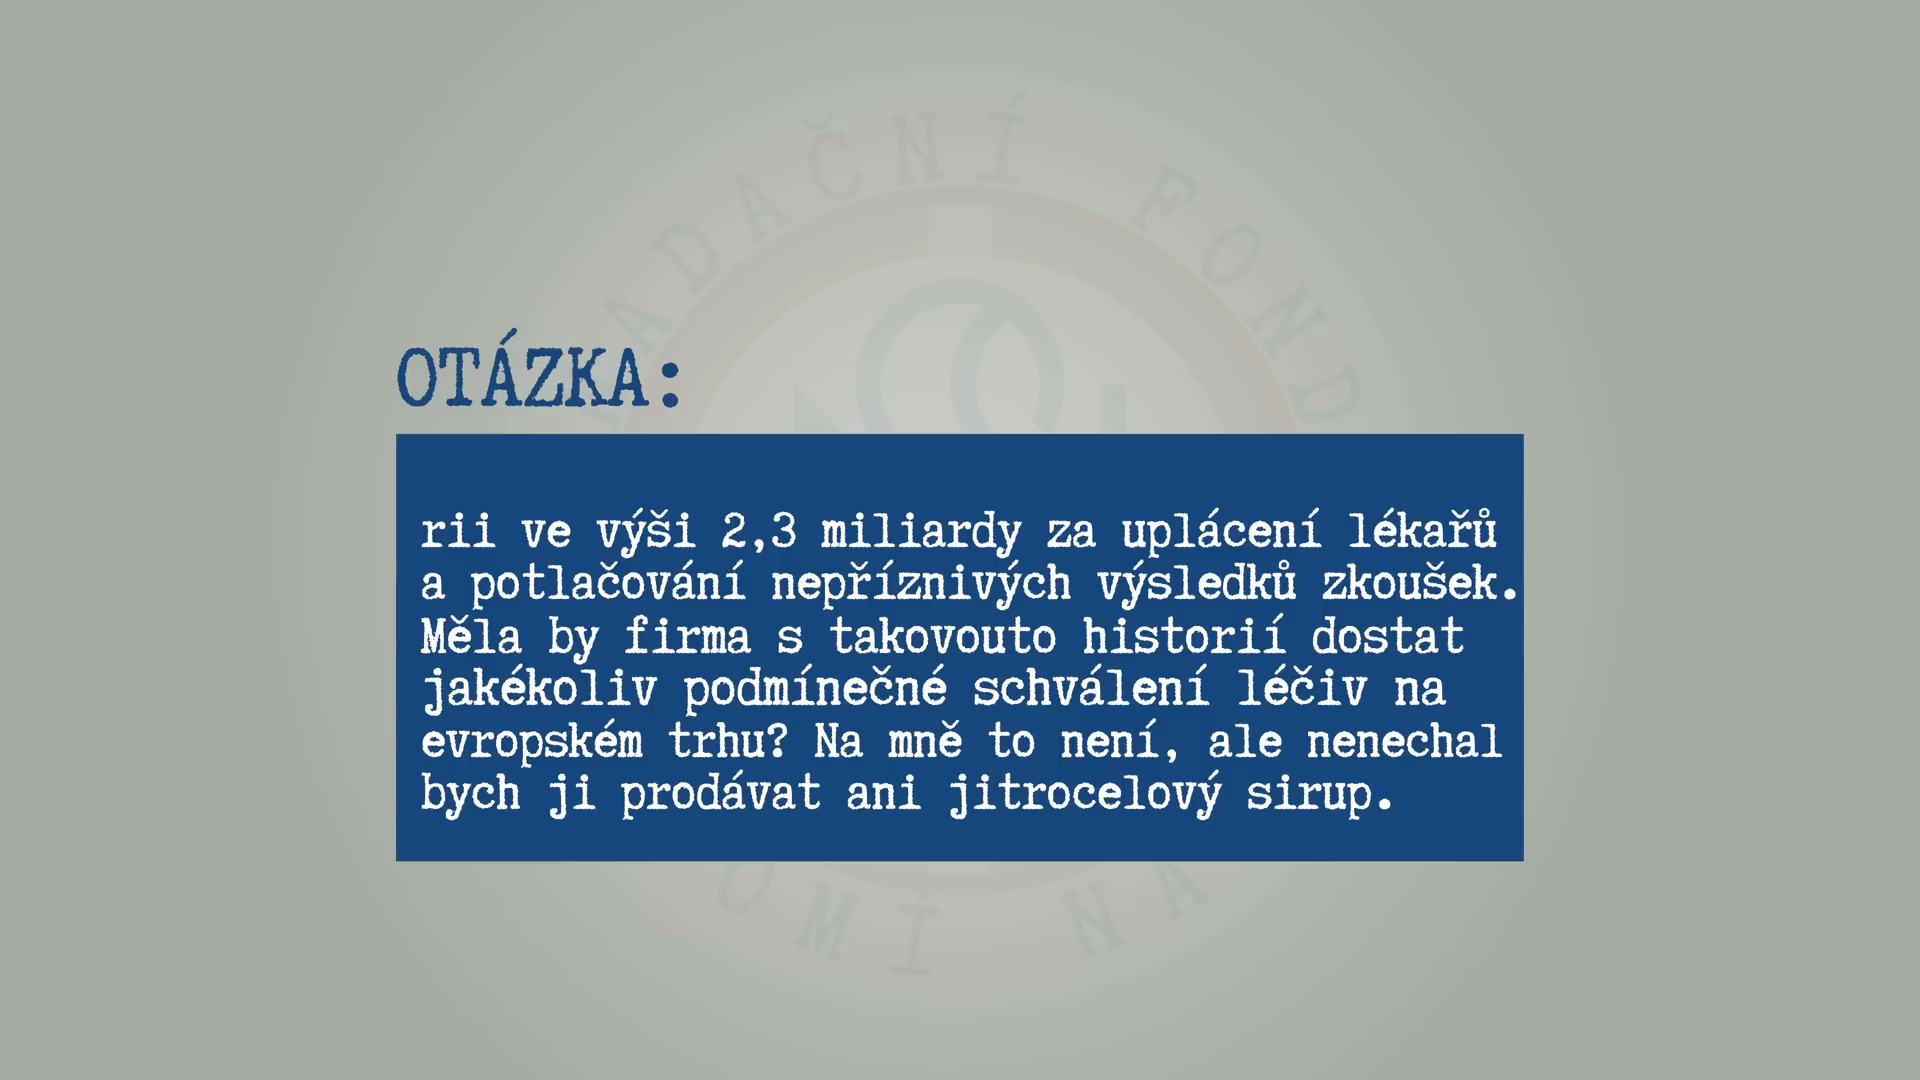 NADAČNÍ FOND
OTÁZKA:
rii ve výši 2,3 miliardy za uplácení lékařů
a potlačování nepříznivých výsledků zkoušek.
Měla by firma s takovouto historií dostat
jakékoliv podmínečné schválení léčiv na
evropském trhu? Na mně to není, ale nenechal
bych ji prodávat ani jitrocelový sirup.